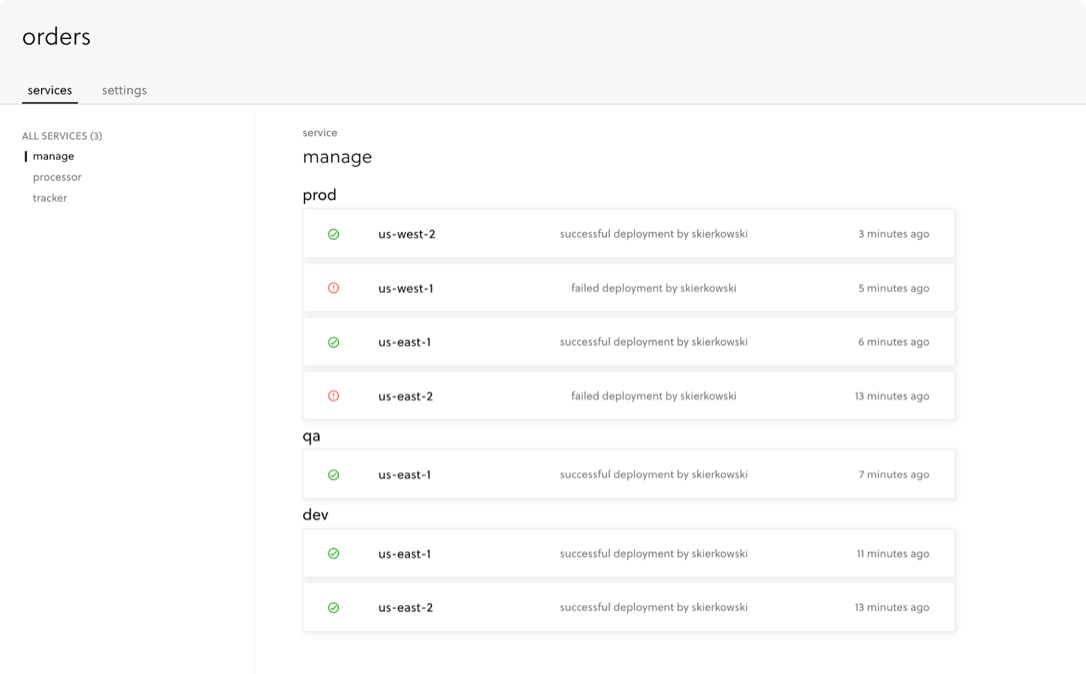 orders
services settings
ALL SERVICES (3)
manage
processor
tracker
service
manage
prod
us-west-2 successful deployment by skierkowski 3 minutes ago
us-west-1 failed deployment by skierkowski 5 minutes ago
us-east-1 successful deployment by skierkowski 6 minutes ago
us-east-2 failed deployment by skierkowski 13 minutes ago
qa
us-east-1 successful deployment by skierkowski 7 minutes ago
dev
us-east-1 successful deployment by skierkowski 11 minutes ago
us-east-2 successful deployment by skierkowski 13 minutes ago